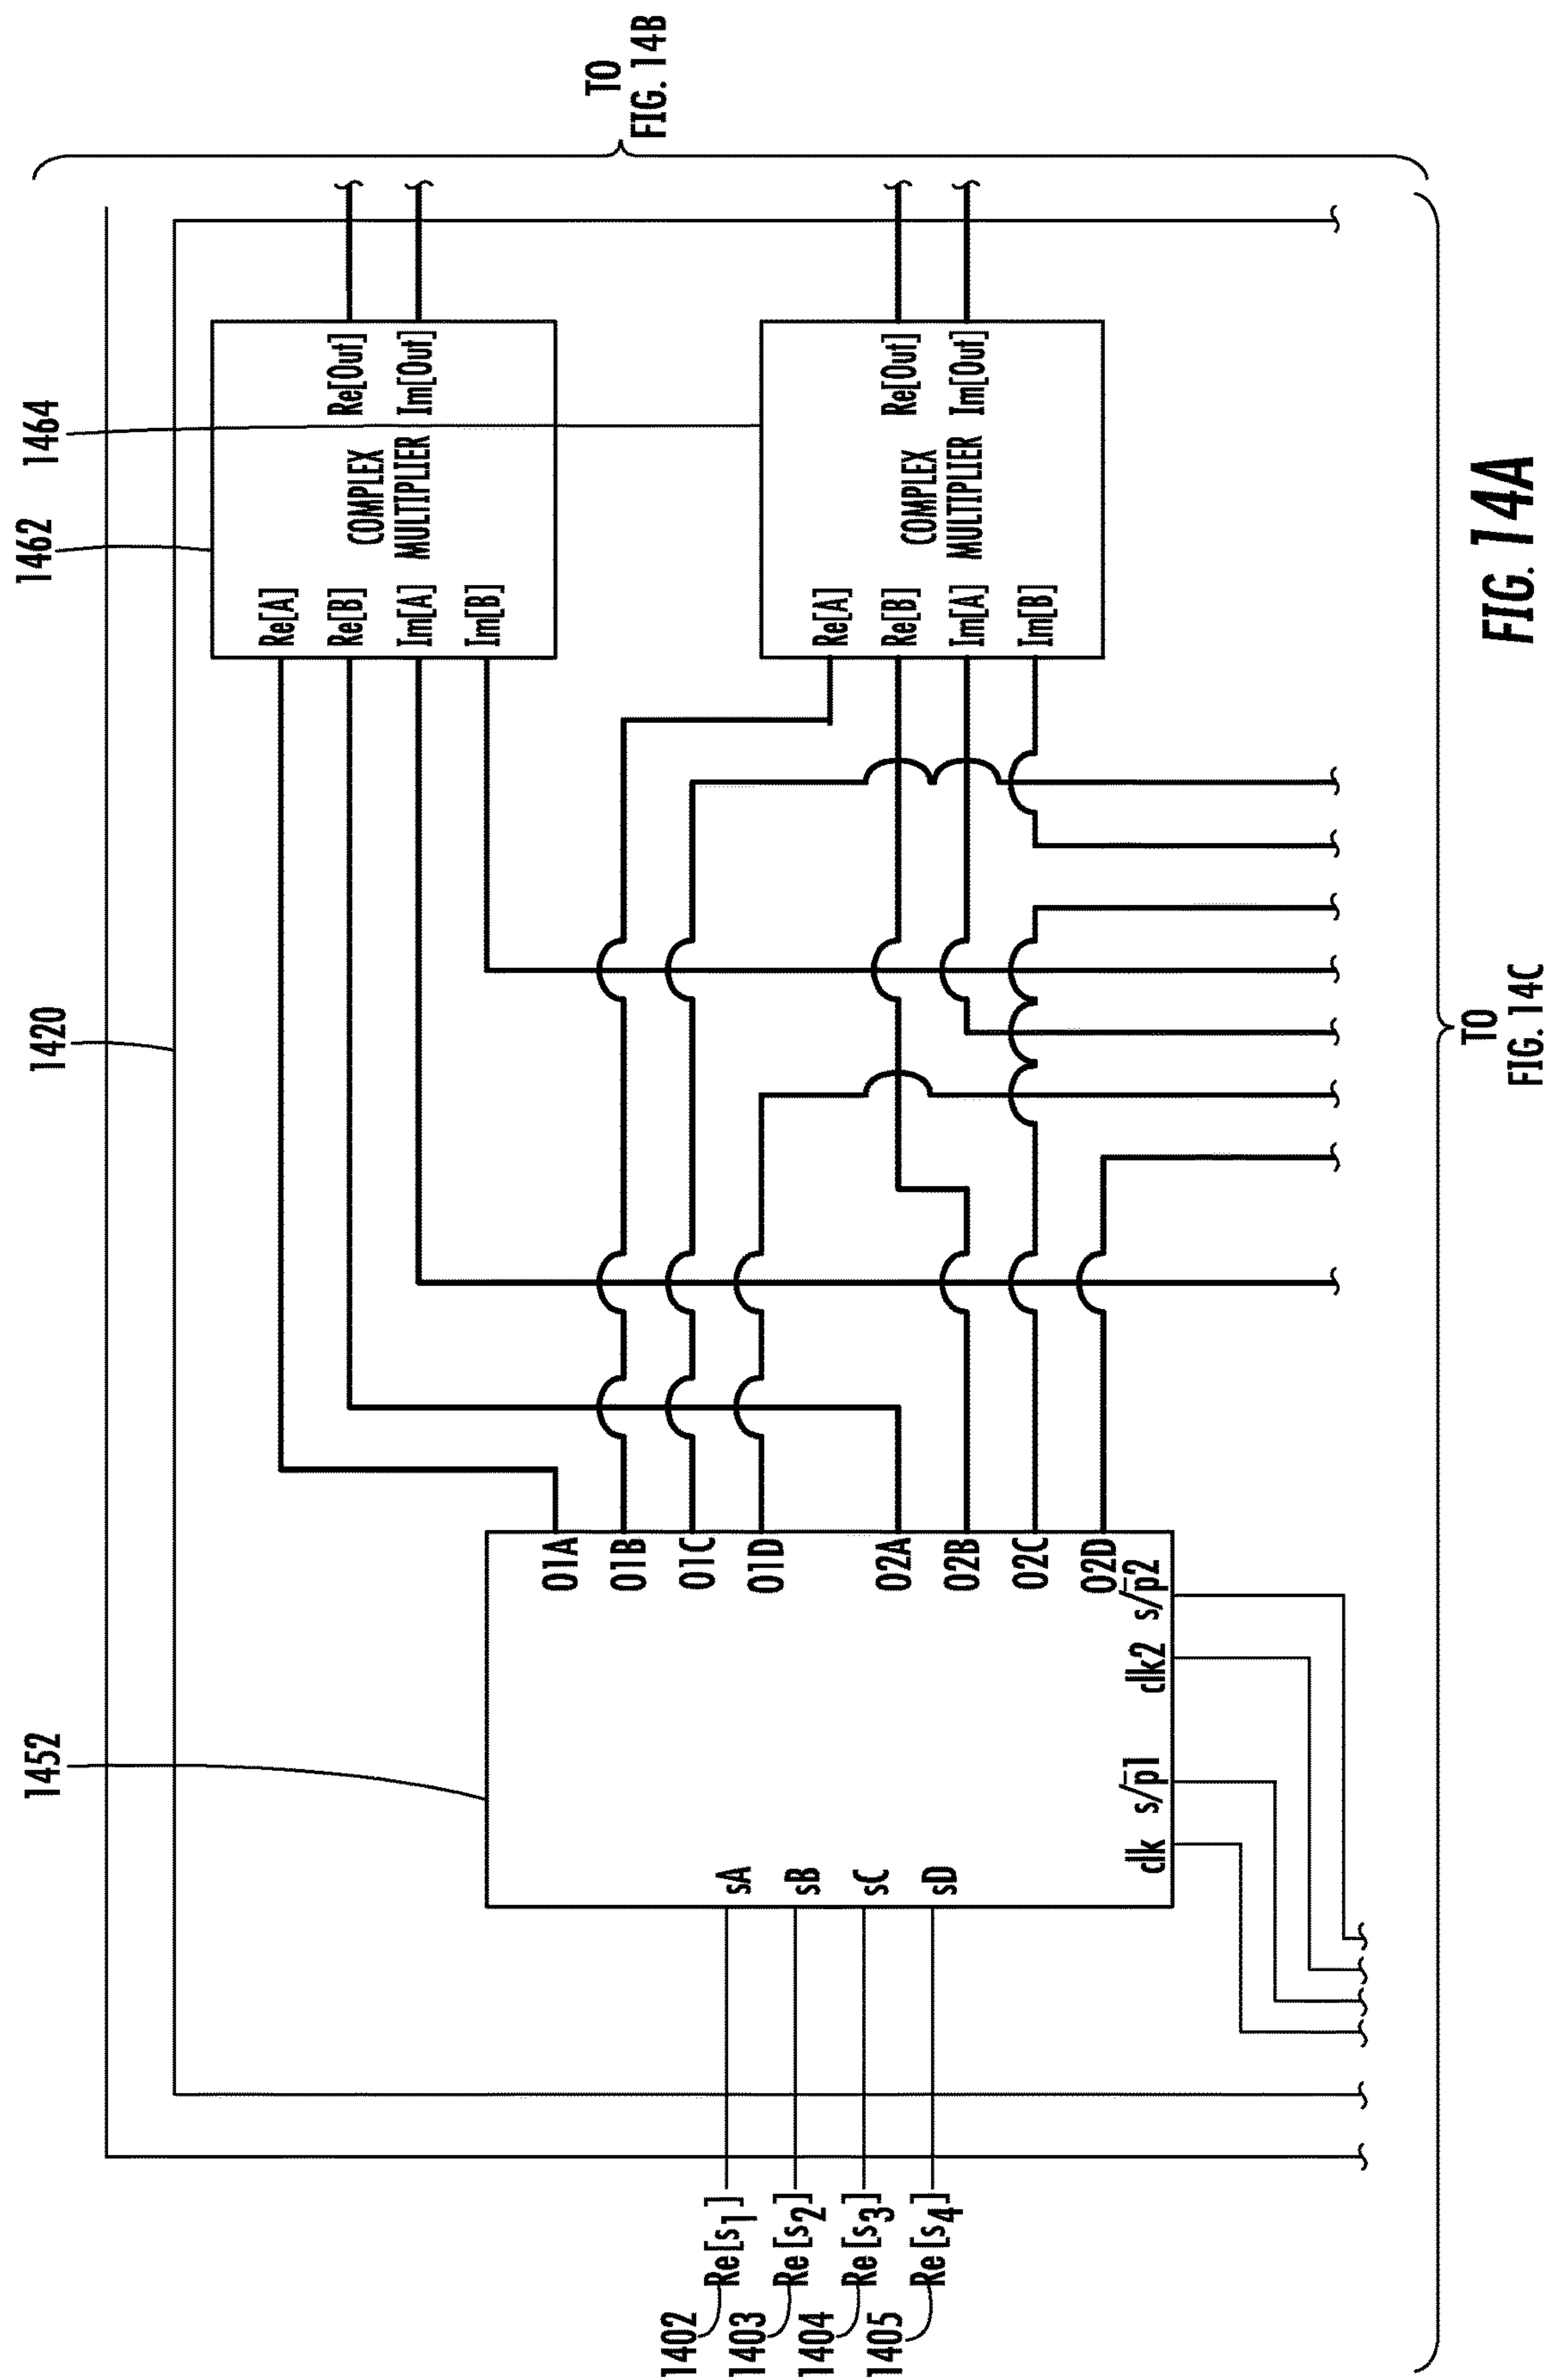 1452
1420
1462
1464
Re[A]
Re[B]
Im[A]
Im[B]
COMPLEX
MULTIPLIER
Re[Out]
Im[Out]
TO
FIG. 14B
O1A
O1B
O1C
O1D
O2A
O2B
O2C
O2D
Re[A]
Re[B]
Im[A]
Im[B]
COMPLEX
MULTIPLIER
Re[Out]
Im[Out]
1402
Re[s1]
sA
1403
Re[s2]
sB
1404
Re[s3]
sC
1405
Re[s4]
sD
clk
s/p̅1
clk2
s/p̅2
TO
FIG. 14C
FIG. 14A